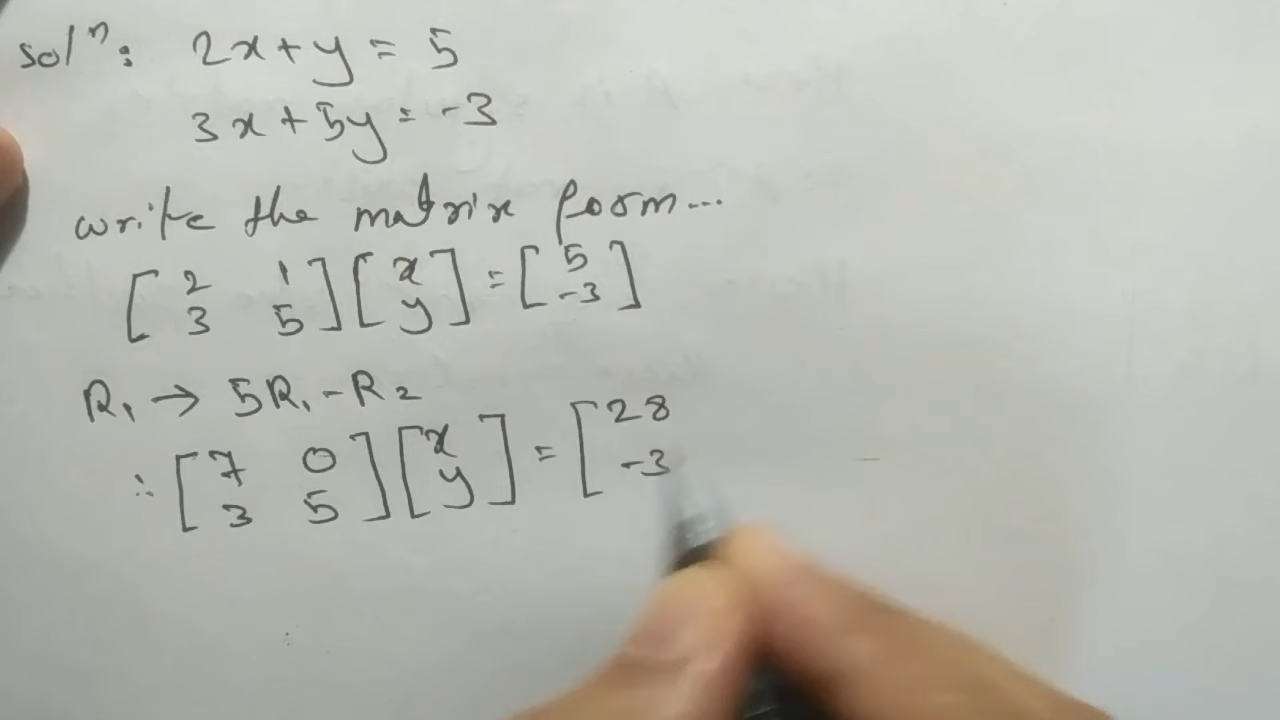 solⁿ: 2x+y = 5
3x+5y = -3
write the matrix form...
[2 1] [x] = [5]
[3 5] [y] [-3]
R₁ → 5R₁-R₂
∴ [7 0] [x] = [28
[3 5] [y] [-3